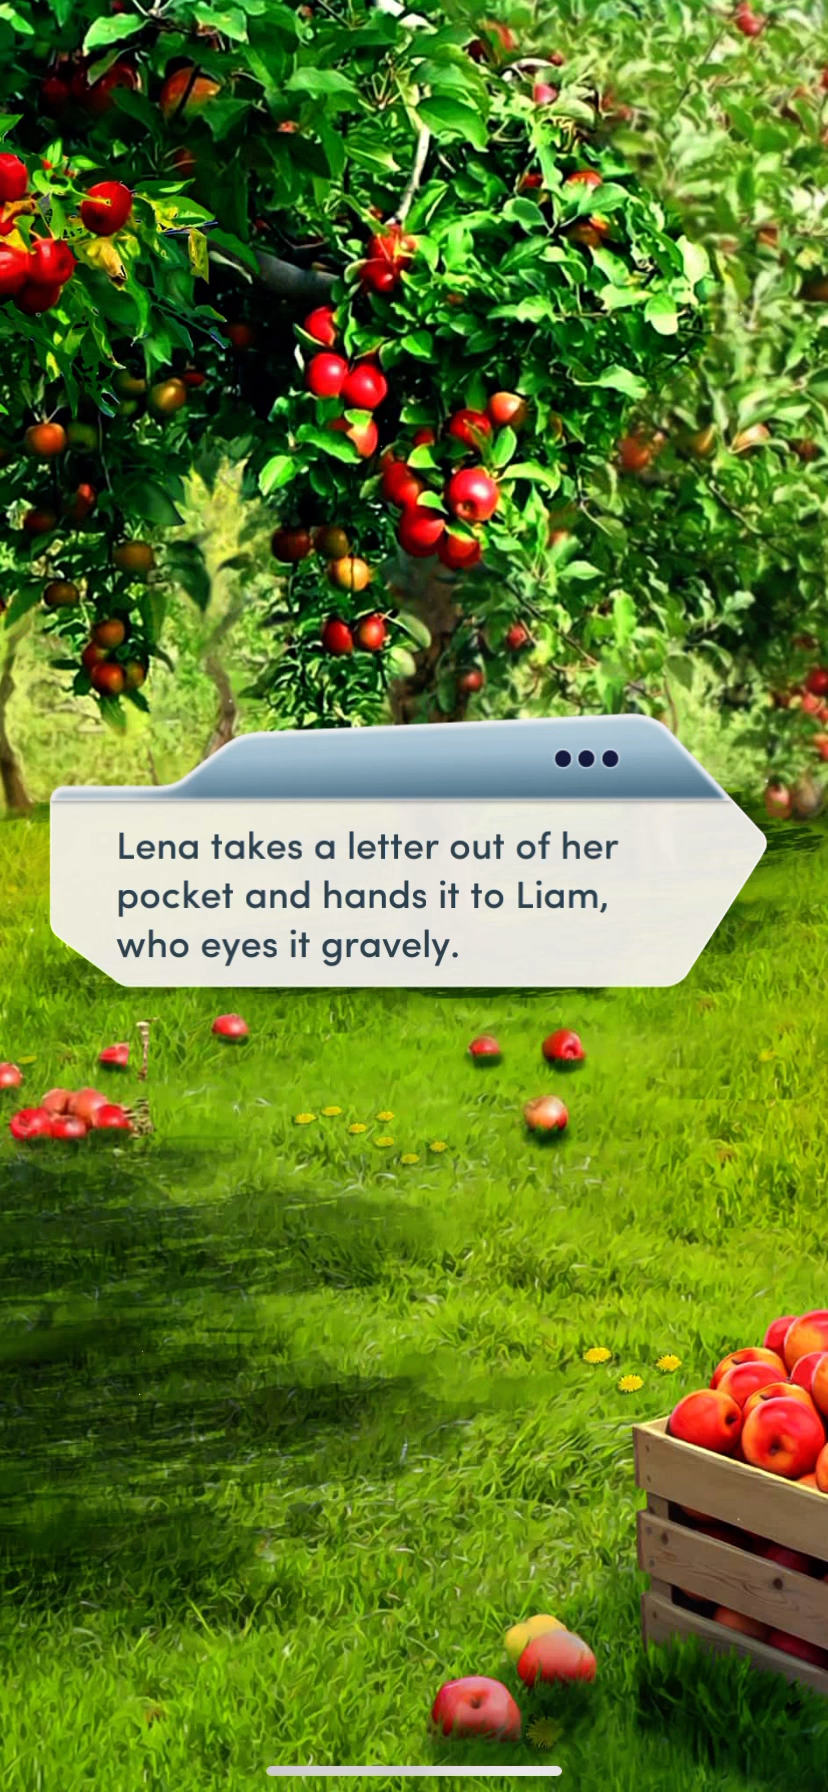 Lena takes a letter out of her
pocket and hands it to Liam,
who eyes it gravely.